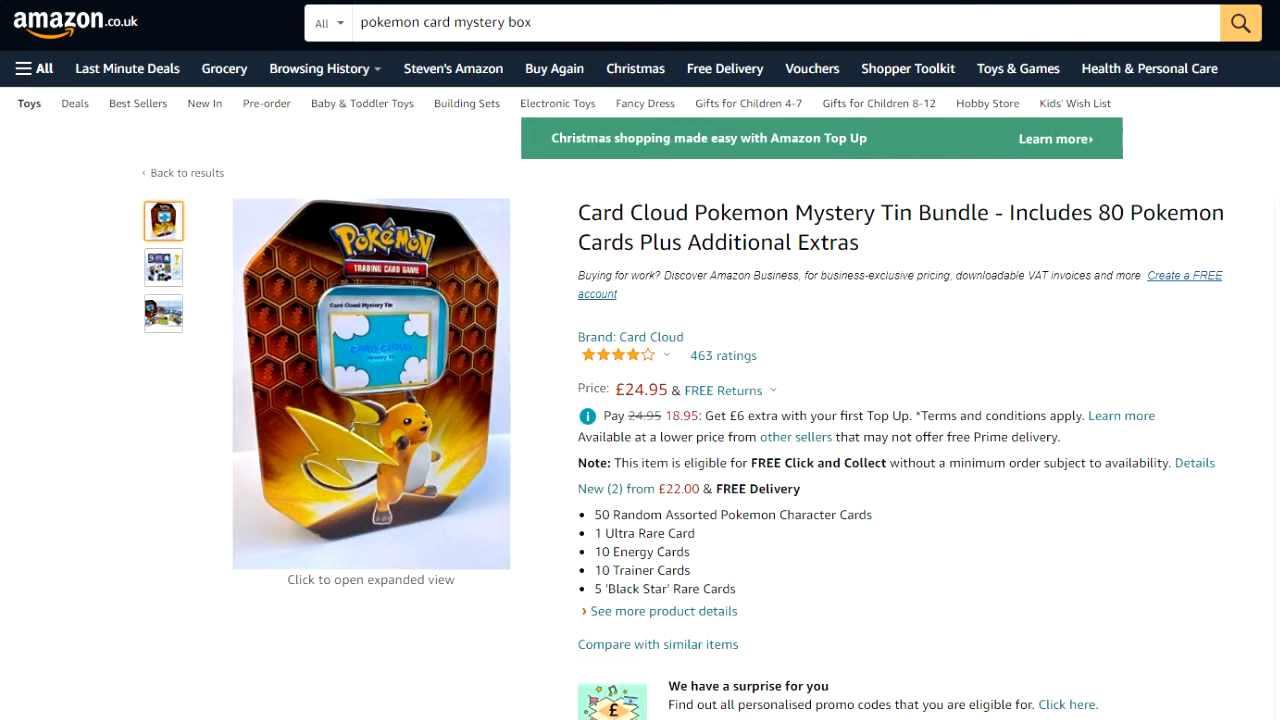 amazon.co.uk
All
pokemon card mystery box
All Last Minute Deals Grocery Browsing History Steven's Amazon Buy Again Christmas Free Delivery Vouchers Shopper Toolkit Toys & Games Health & Personal Care
Toys Deals Best Sellers New In Pre-order Baby & Toddler Toys Building Sets Electronic Toys Fancy Dress Gifts for Children 4-7 Gifts for Children 8-12 Hobby Store Kids' Wish List
Christmas shopping made easy with Amazon Top Up Learn more
‹ Back to results
POKéMON
TRADING CARD GAME
Card Cloud Mystery Tin
CARD CLOUD
Mystery Tin
Click to open expanded view
Card Cloud Pokemon Mystery Tin Bundle - Includes 80 Pokemon
Cards Plus Additional Extras
Buying for work? Discover Amazon Business, for business-exclusive pricing, downloadable VAT invoices and more. Create a FREE
account
Brand: Card Cloud
463 ratings
Price: £24.95 & FREE Returns
Pay 24.95 18.95: Get £6 extra with your first Top Up. *Terms and conditions apply. Learn more
Available at a lower price from other sellers that may not offer free Prime delivery.
Note: This item is eligible for FREE Click and Collect without a minimum order subject to availability. Details
New (2) from £22.00 & FREE Delivery
• 50 Random Assorted Pokemon Character Cards
• 1 Ultra Rare Card
• 10 Energy Cards
• 10 Trainer Cards
• 5 'Black Star' Rare Cards
› See more product details
Compare with similar items
£
We have a surprise for you
Find out all personalised promo codes that you are eligible for. Click here.